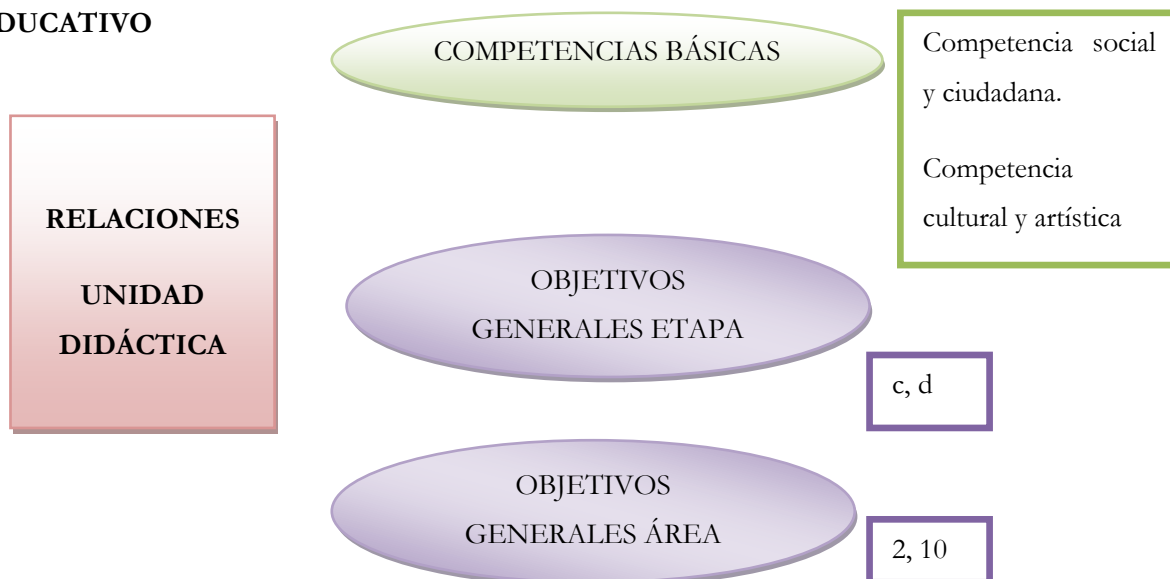 DUCATIVO
COMPETENCIAS BÁSICAS
Competencia social
y ciudadana.
Competencia
cultural y artística
RELACIONES
UNIDAD
DIDÁCTICA
OBJETIVOS
GENERALES ETAPA
c, d
OBJETIVOS
GENERALES ÁREA
2, 10